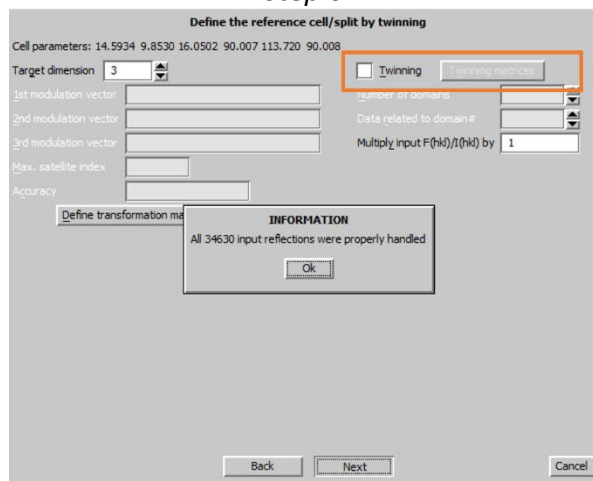 Define the reference cell/split by twinning
Cell parameters: 14.5934 9.8530 16.0502 90.007 113.720 90.008
Target dimension 3
Twinning Twinning matrices
1st modulation vector Number of domains
2nd modulation vector Data related to domain#
3rd modulation vector Multiply input F(hkl)/I(hkl) by 1
Max. satellite index
Accuracy
Define transformation ma
INFORMATION
All 34630 input reflections were properly handled
Ok
Back Next Cancel